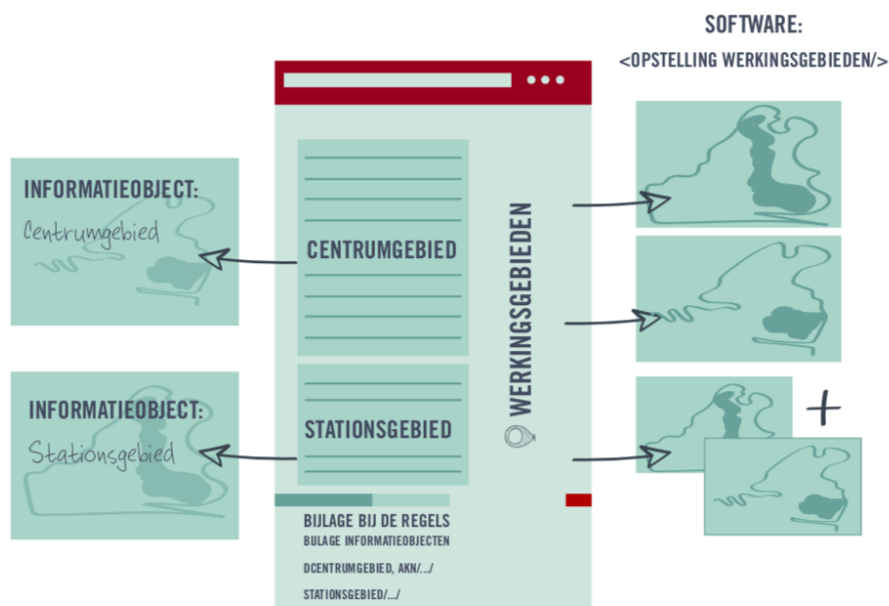 SOFTWARE:
<OPSTELLING WERKINGSGEBIEDEN/>
INFORMATIEOBJECT:
Centrumgebied
CENTRUMGEBIED
WERKINGSGEBIEDEN
INFORMATIEOBJECT:
Stationsgebied
STATIONSGEBIED
+
BIJLAGE BIJ DE REGELS
BIJLAGE INFORMATIEOBJECTEN
DCENTRUMGEBIED, AKN/.../
STATIONSGEBIED/.../